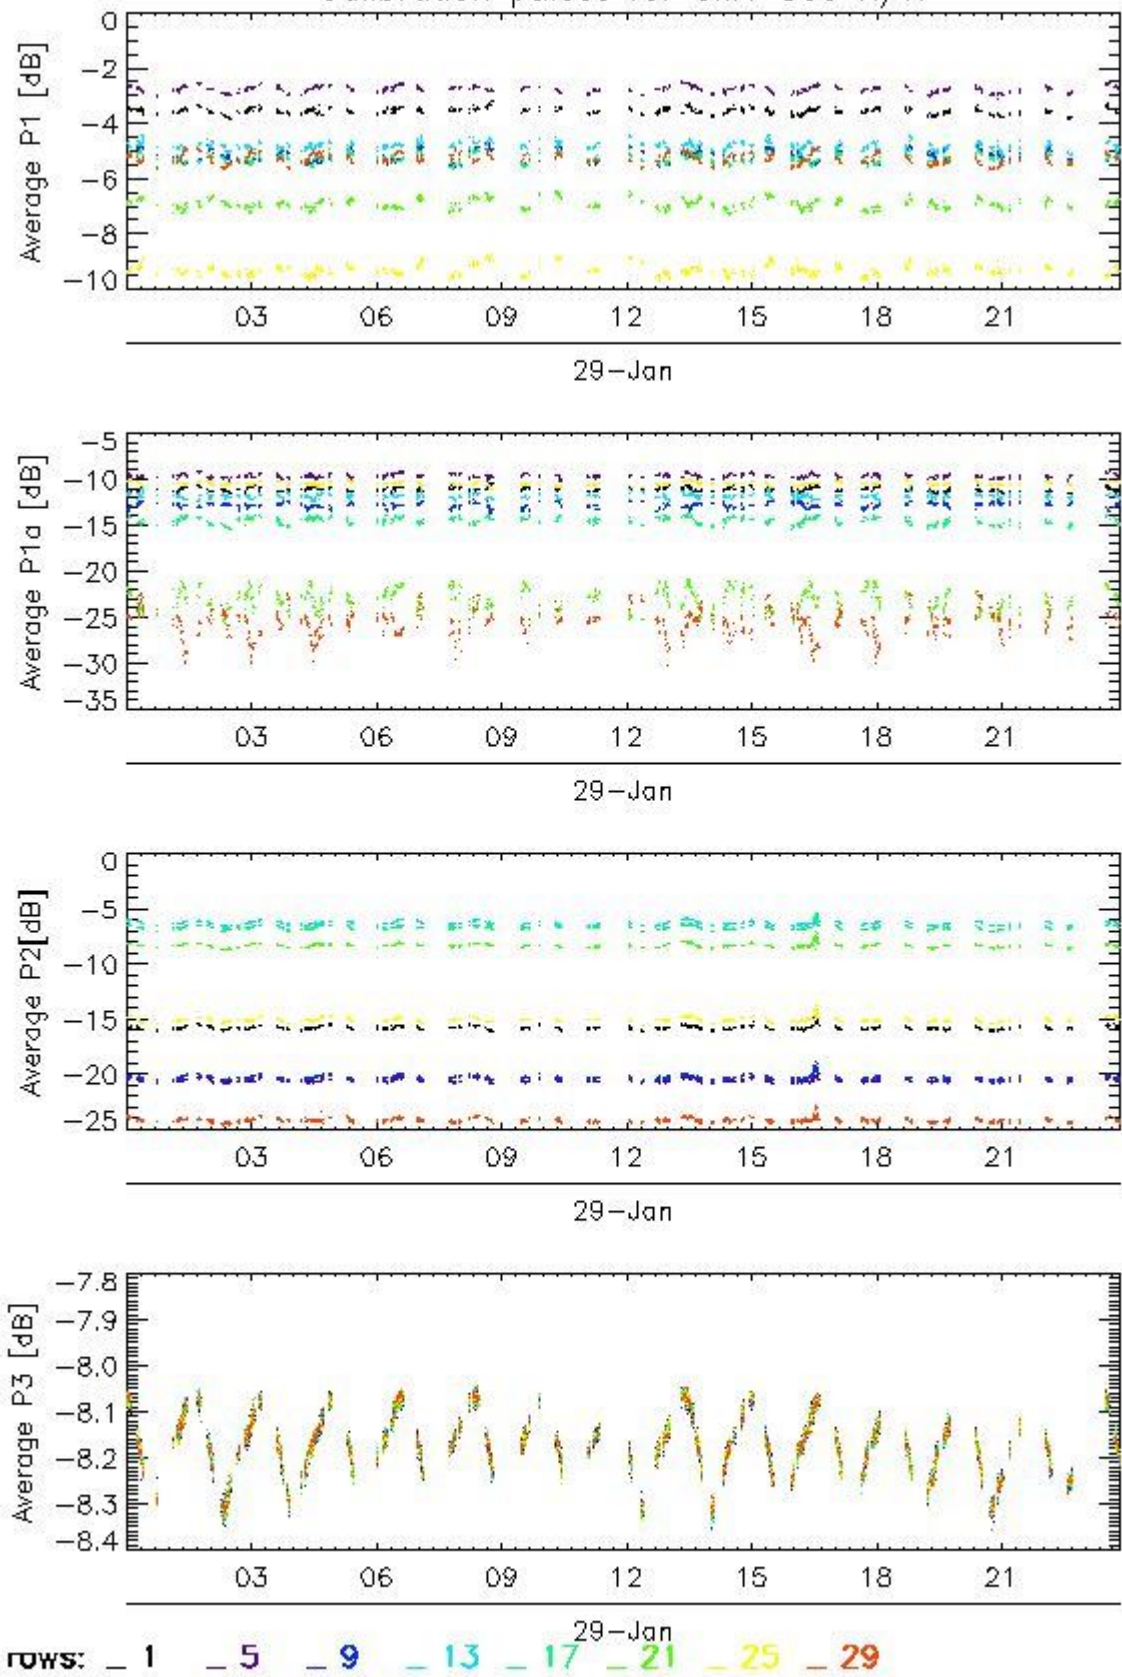 0
-2
-4
-6
-8
-10
Average P1 [dB]
03 06 09 12 15 18 21
29-Jan
-5
-10
-15
-20
-25
-30
-35
Average P1a [dB]
03 06 09 12 15 18 21
29-Jan
0
-5
-10
-15
-20
-25
Average P2[dB]
03 06 09 12 15 18 21
29-Jan
-7.8
-7.9
-8.0
-8.1
-8.2
-8.3
-8.4
Average P3 [dB]
03 06 09 12 15 18 21
29-Jan
rows: _ 1 _ 5 _ 9 _ 13 _ 17 _ 21 _ 25 _ 29